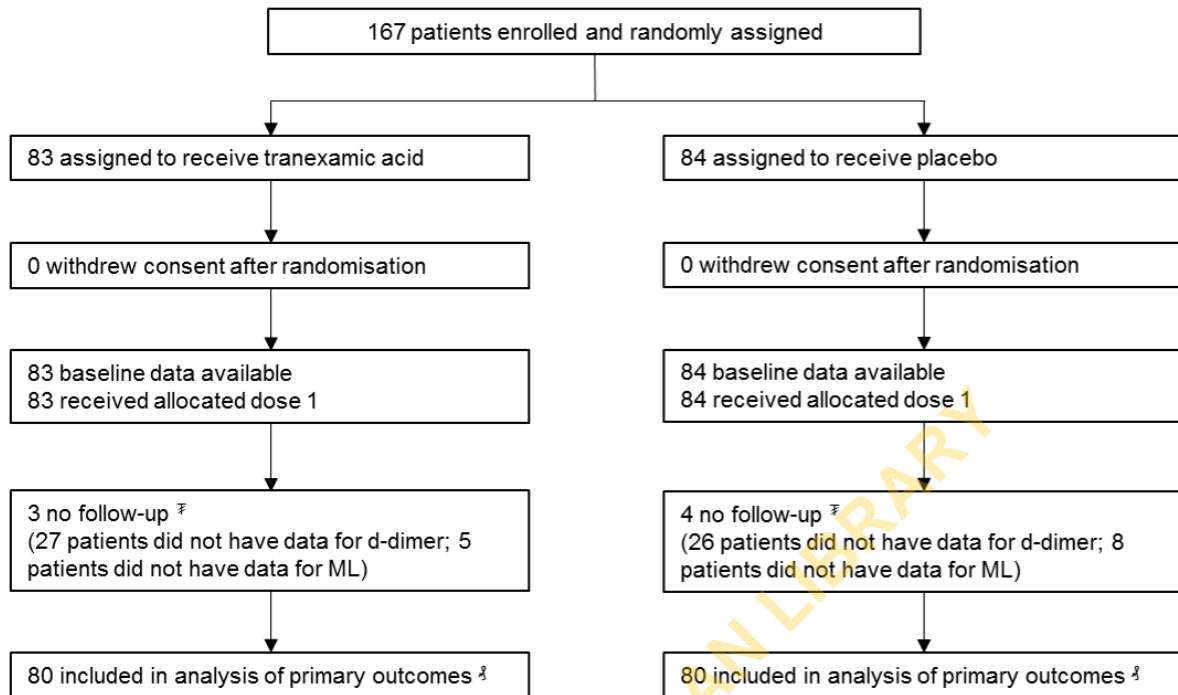 167 patients enrolled and randomly assigned
83 assigned to receive tranexamic acid
84 assigned to receive placebo
0 withdrew consent after randomisation
0 withdrew consent after randomisation
83 baseline data available
83 received allocated dose 1
84 baseline data available
84 received allocated dose 1
3 no follow-up ₮
(27 patients did not have data for d-dimer; 5
patients did not have data for ML)
4 no follow-up ₮
(26 patients did not have data for d-dimer; 8
patients did not have data for ML)
80 included in analysis of primary outcomes
80 included in analysis of primary outcomes
AN LIBRARY